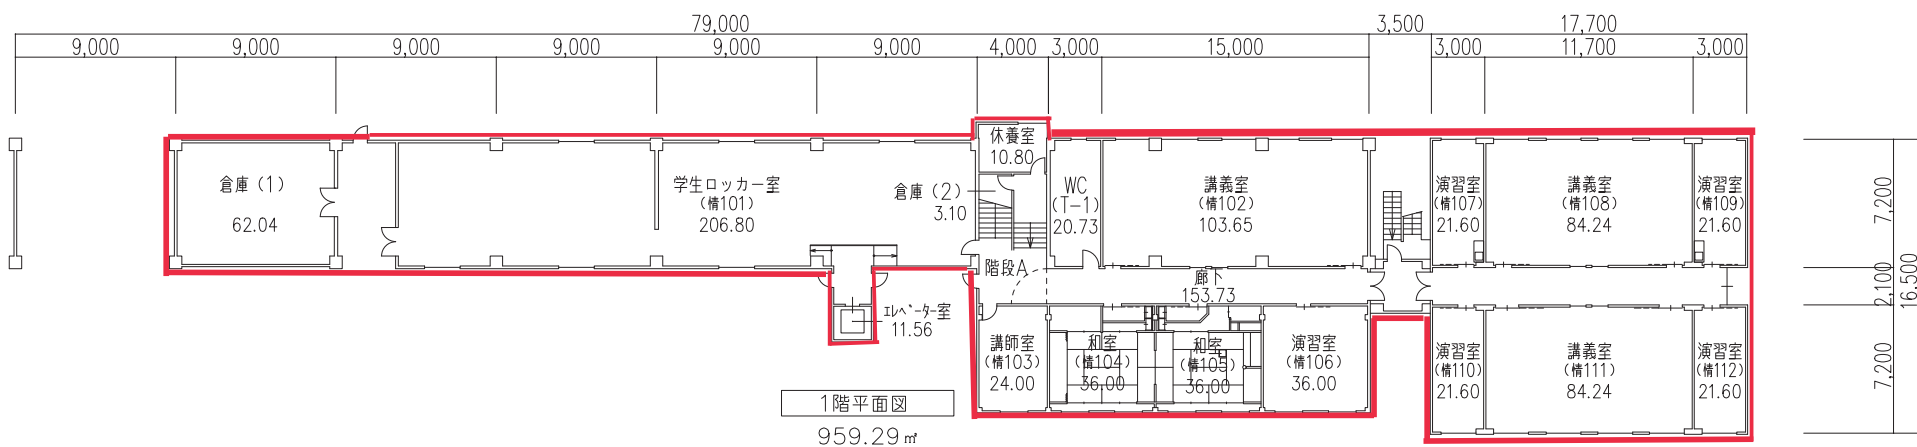 79,000
3,500
17,700
9,000
9,000
9,000
9,000
9,000
9,000
4,000
3,000
15,000
3,000
11,700
3,000
倉庫（1）
62.04
学生ロッカー室
（情101）
206.80
休養室
10.80
倉庫（2）
3.10
WC
（T-1）
20.73
講義室
（情102）
103.65
演習室
（情107）
21.60
講義室
（情108）
84.24
演習室
（情109）
21.60
7,200
階段A
廊下
153.73
2,100
16.500
ｴﾚﾍﾞｰﾀｰ室
11.56
講師室
（情103）
24.00
和室
（情104）
36.00
和室
（情105）
36.00
演習室
（情106）
36.00
演習室
（情110）
21.60
講義室
（情111）
84.24
演習室
（情112）
21.60
7,200
1階平面図
959.29㎡